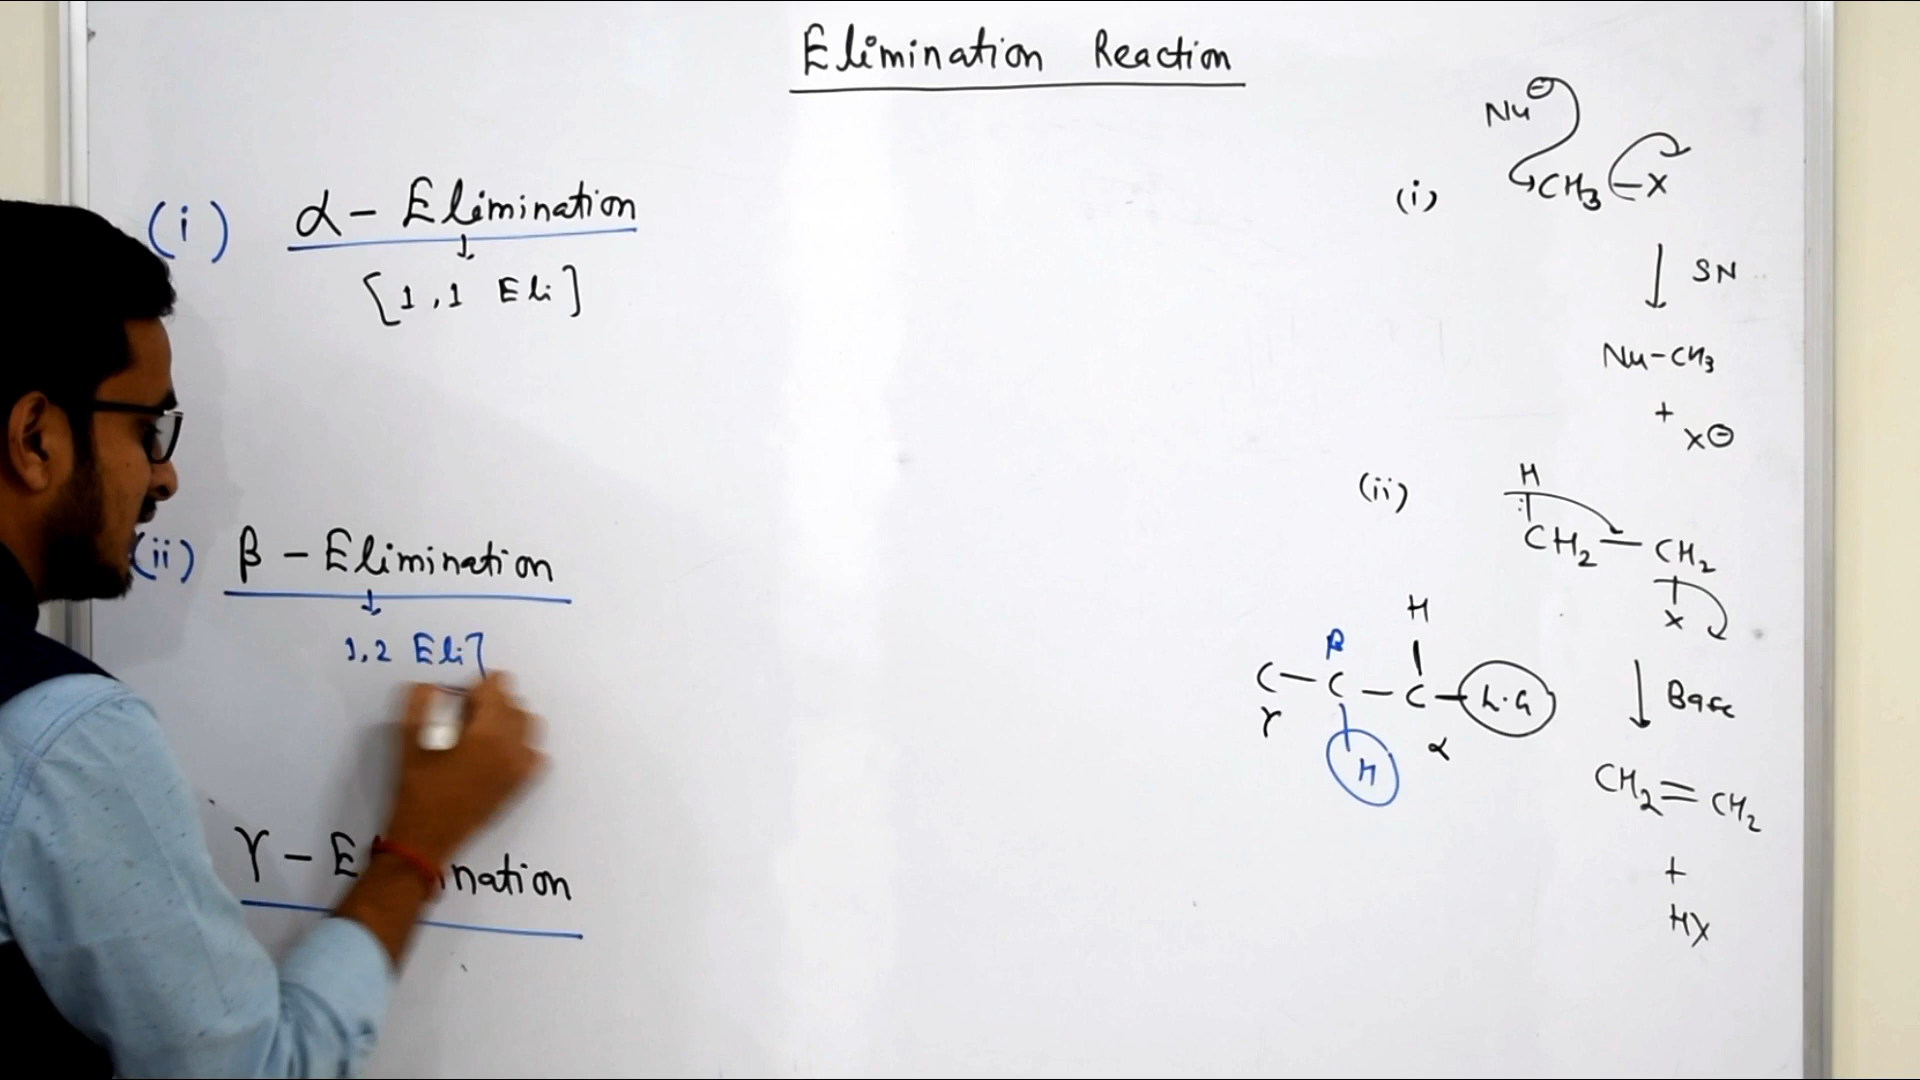 Elimination Reaction
(i) α - Elimination
[1,1 Eli]
(ii) β - Elimination
1,2 Eli]
γ - E nation
Nu⊖
(i) CH3 - X
SN
Nu-CH3
+
X⊖
(ii) H
CH2 - CH2
X
Base
CH2 = CH2
+
HX
β H
C - C - C - L.G
γ H α